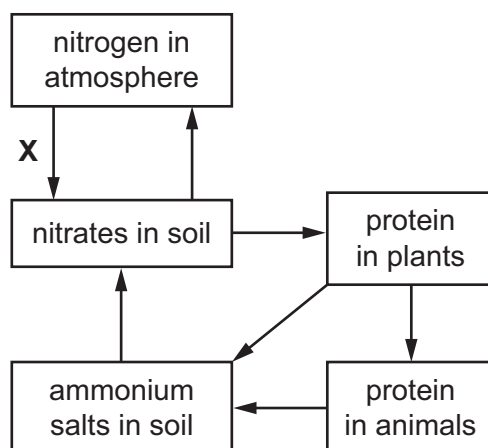 nitrogen in
atmosphere
X
nitrates in soil
protein
in plants
ammonium
salts in soil
protein
in animals